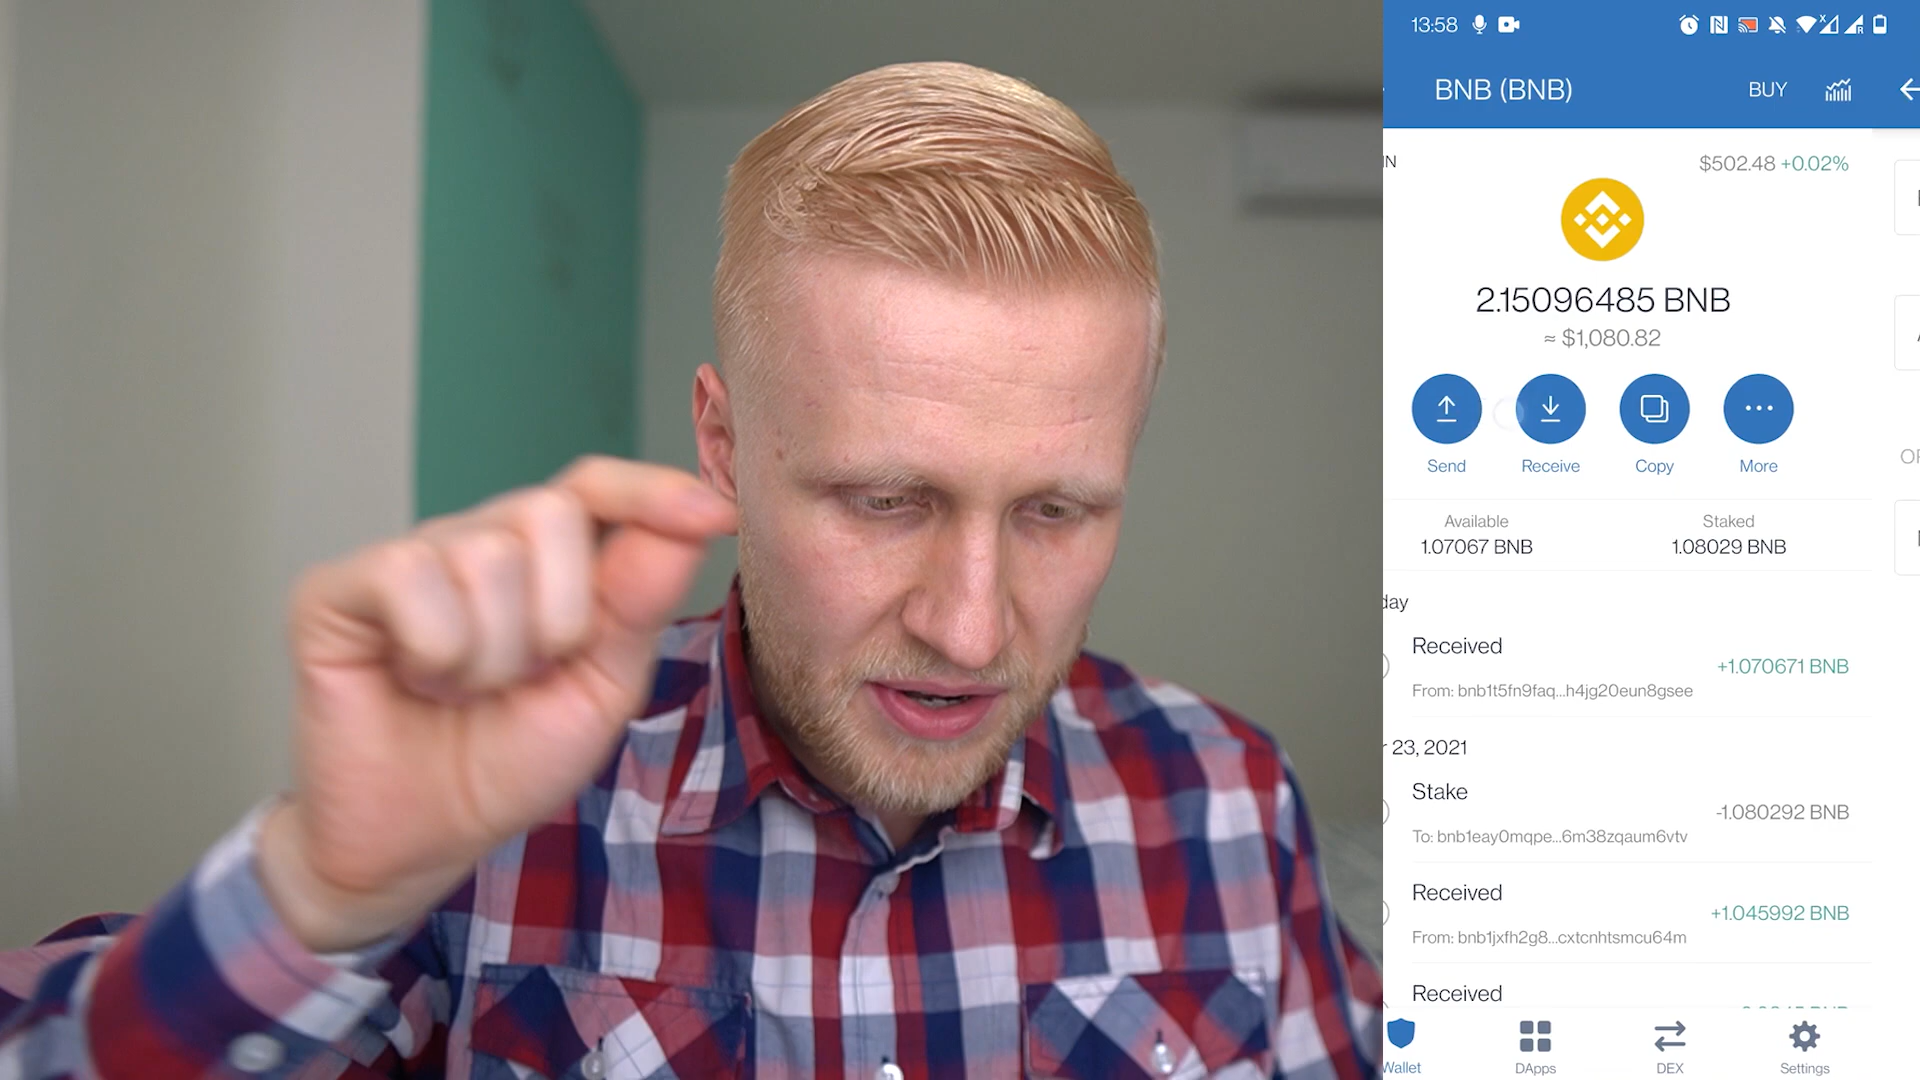 13:58
BNB (BNB) BUY
$502.48 +0.02%
2.15096485 BNB
≈ $1,080.82
Send Receive Copy More
Available Staked
1.07067 BNB 1.08029 BNB
Received
+1.070671 BNB
From: bnb1t5fn9faq...h4jg20eun8gsee
23, 2021
Stake
-1.080292 BNB
To: bnb1eay0mqpe...6m38zqaum6vtv
Received
+1.045992 BNB
From: bnb1jxfh2g8...cxtcnhtsmcu64m
Received
Wallet DApps DEX Settings